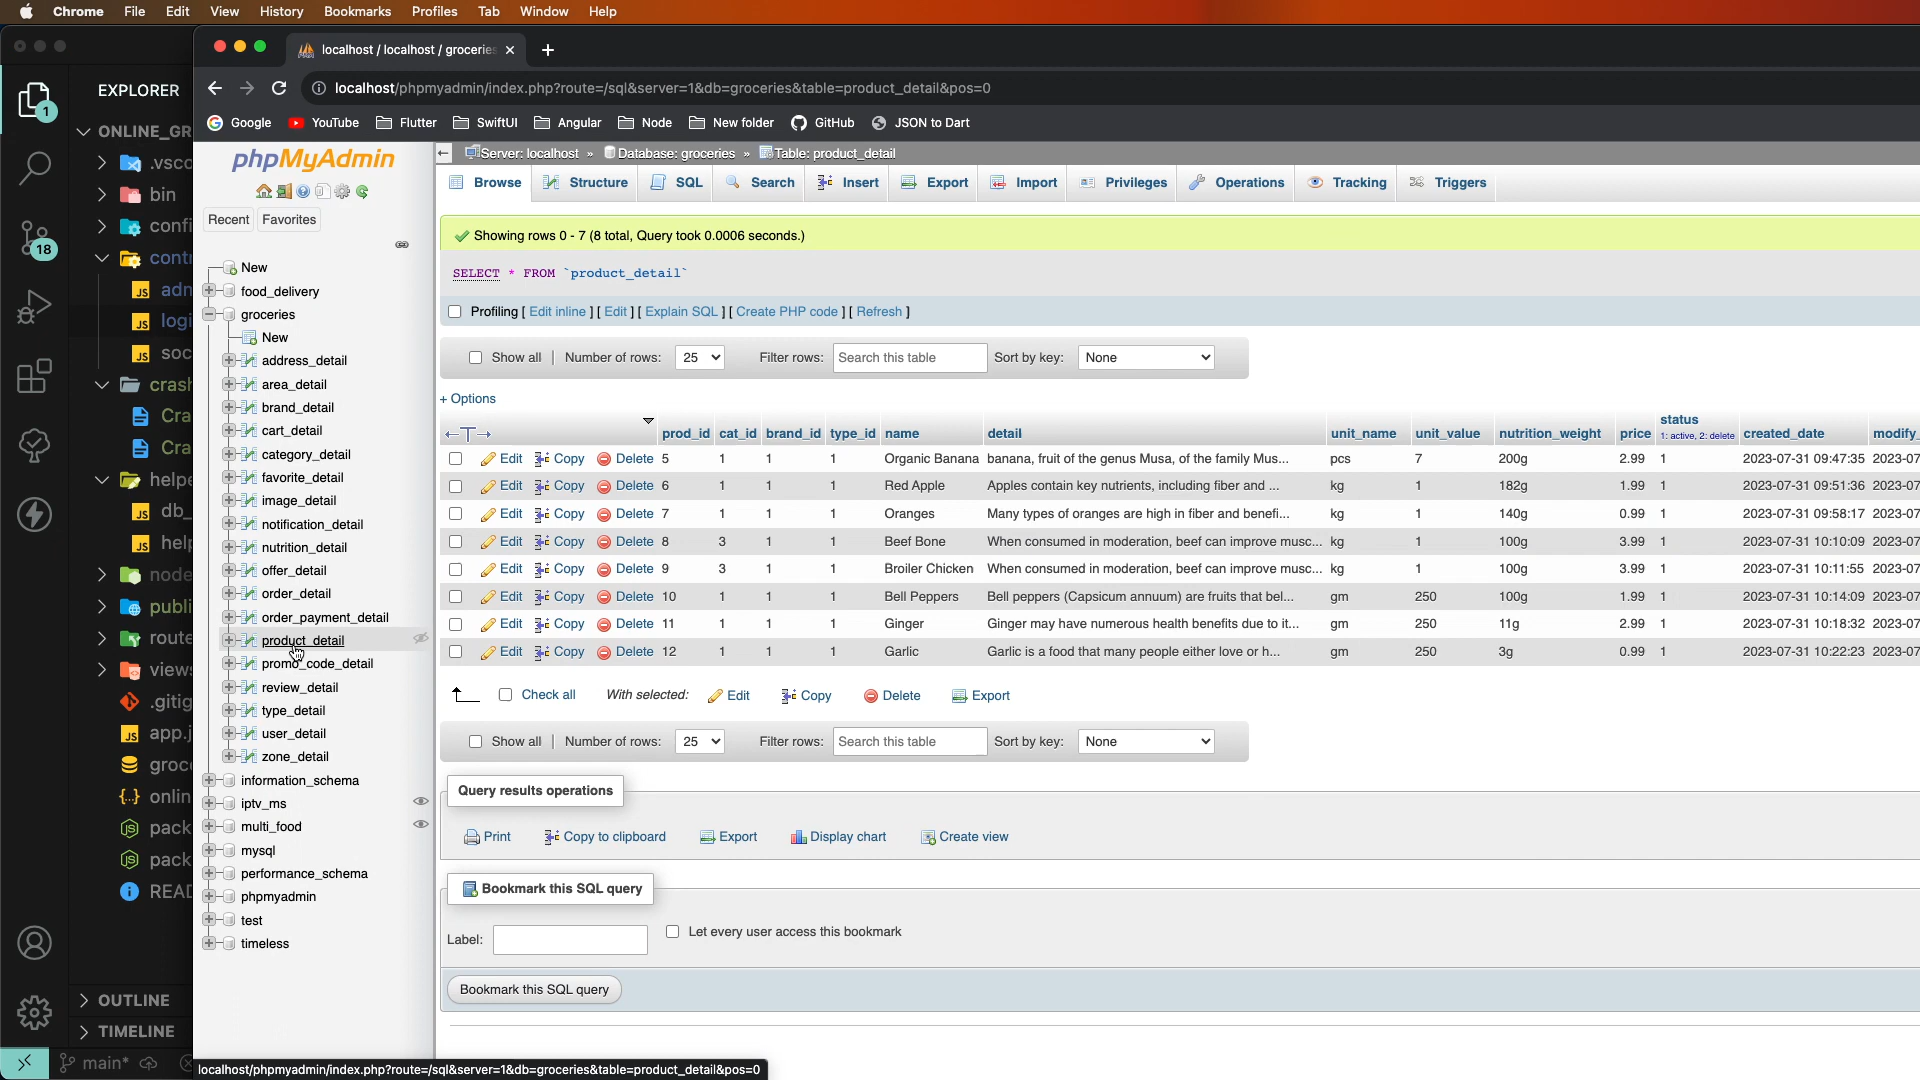 Chrome File Edit View History Bookmarks Profiles Tab Window Help
localhost / localhost / groceries
localhost/phpmyadmin/index.php?route=/sql&server=1&db=groceries&table=product_detail&pos=0
Google YouTube Flutter SwiftUI Angular Node New folder GitHub JSON to Dart
1
18
EXPLORER
ONLINE_GR
.vsco
bin
confi
contr
JS adn
JS logi
JS soc
crash
Cra
Cra
helpe
JS db_
JS help
node
publi
route
views
.gitig
JS app.j
groce
{·} onlin
pack
pack
READ
OUTLINE
TIMELINE
main*
phpMyAdmin
Recent Favorites
New
food_delivery
groceries
New
address_detail
area_detail
brand_detail
cart_detail
category_detail
favorite_detail
image_detail
notification_detail
nutrition_detail
offer_detail
order_detail
order_payment_detail
product_detail
promo_code_detail
review_detail
type_detail
user_detail
zone_detail
information_schema
iptv_ms
multi_food
mysql
performance_schema
phpmyadmin
test
timeless
Server: localhost » Database: groceries » Table: product_detail
Browse Structure SQL Search Insert Export Import Privileges Operations Tracking Triggers
Showing rows 0 - 7 (8 total, Query took 0.0006 seconds.)
SELECT * FROM `product_detail`
Profiling [ Edit inline ] [ Edit ] [ Explain SQL ] [ Create PHP code ] [ Refresh ]
Show all | Number of rows: 25 Filter rows: Search this table Sort by key: None
+ Options
prod_id cat_id brand_id type_id name detail unit_name unit_value nutrition_weight price status 1: active, 2: delete created_date modify_
Edit Copy Delete 5 1 1 1 Organic Banana banana, fruit of the genus Musa, of the family Mus... pcs 7 200g 2.99 1 2023-07-31 09:47:35 2023-07
Edit Copy Delete 6 1 1 1 Red Apple Apples contain key nutrients, including fiber and ... kg 1 182g 1.99 1 2023-07-31 09:51:36 2023-07
Edit Copy Delete 7 1 1 1 Oranges Many types of oranges are high in fiber and benefi... kg 1 140g 0.99 1 2023-07-31 09:58:17 2023-07
Edit Copy Delete 8 3 1 1 Beef Bone When consumed in moderation, beef can improve musc... kg 1 100g 3.99 1 2023-07-31 10:10:09 2023-07
Edit Copy Delete 9 3 1 1 Broiler Chicken When consumed in moderation, beef can improve musc... kg 1 100g 3.99 1 2023-07-31 10:11:55 2023-07
Edit Copy Delete 10 1 1 1 Bell Peppers Bell peppers (Capsicum annuum) are fruits that bel... gm 250 100g 1.99 1 2023-07-31 10:14:09 2023-07
Edit Copy Delete 11 1 1 1 Ginger Ginger may have numerous health benefits due to it... gm 250 11g 2.99 1 2023-07-31 10:18:32 2023-07
Edit Copy Delete 12 1 1 1 Garlic Garlic is a food that many people either love or h... gm 250 3g 0.99 1 2023-07-31 10:22:23 2023-07
Check all With selected: Edit Copy Delete Export
Show all | Number of rows: 25 Filter rows: Search this table Sort by key: None
Query results operations
Print Copy to clipboard Export Display chart Create view
Bookmark this SQL query
Label: Let every user access this bookmark
Bookmark this SQL query
localhost/phpmyadmin/index.php?route=/sql&server=1&db=groceries&table=product_detail&pos=0